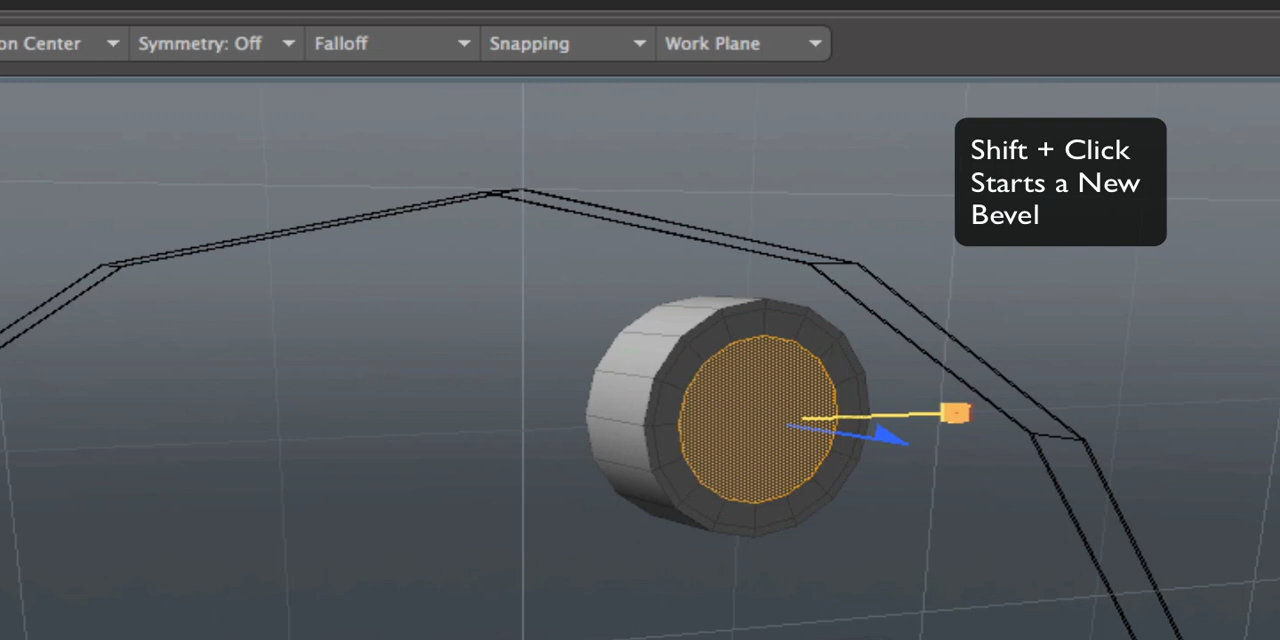 on Center Symmetry: Off Falloff Snapping Work Plane
Shift + Click
Starts a New
Bevel